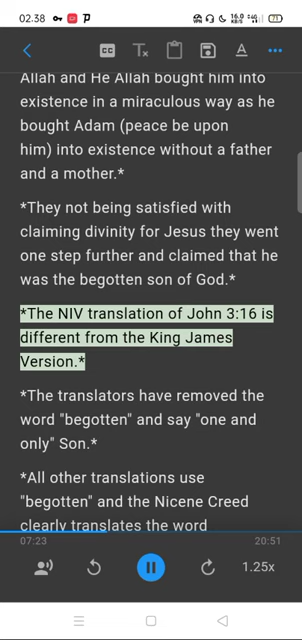 02.38
16.0
KB/S
4G
71
CC
A
Allah and He Allah bought him into
existence in a miraculous way as he
bought Adam (peace be upon
him) into existence without a father
and a mother.*
*They not being satisfied with
claiming divinity for Jesus they went
one step further and claimed that he
was the begotten son of God.*
*The NIV translation of John 3:16 is
different from the King James
Version.*
*The translators have removed the
word "begotten" and say "one and
only" Son.*
*All other translations use
"begotten" and the Nicene Creed
clearly translates the word
07:23
20:51
1.25x